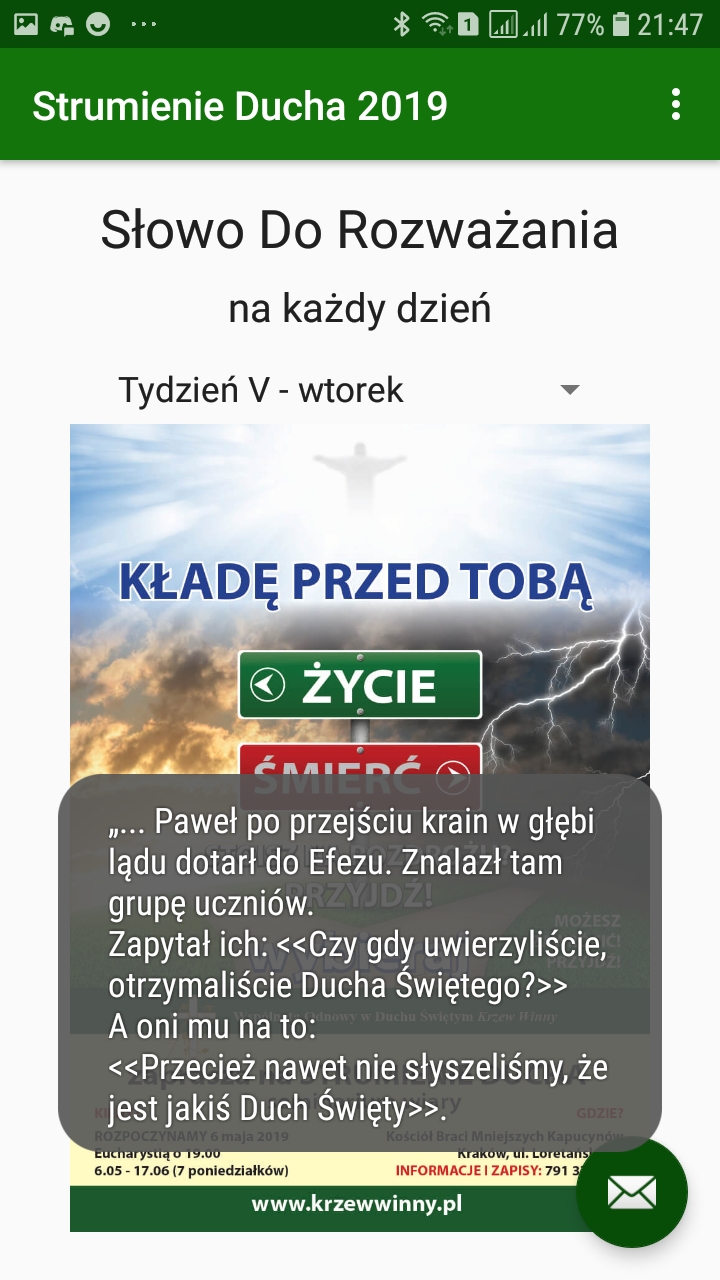 1 77% 21:47
Strumienie Ducha 2019
Słowo Do Rozważania
na każdy dzień
Tydzień V - wtorek
KŁADĘ PRZED TOBĄ
ŻYCIE
ŚMIERĆ
„... Paweł po przejściu krain w głębi
lądu dotarł do Efezu. Znalazł tam
grupę uczniów.
Zapytał ich: <<Czy gdy uwierzyliście,
otrzymaliście Ducha Świętego?>>
A oni mu na to:
<<Przecież nawet nie słyszeliśmy, że
jest jakiś Duch Święty>>.
PRZYJDŹ!
MOŻESZ
PRZYJDŹ!
Odnowy w Duchu Świętym Krzew Winny
GDZIE?
ROZPOCZYNAMY 6 maja 2019
Kościół Braci Mniejszych Kapucynów
Eucharystią o 19.00
Kraków, ul.
6.05 - 17.06 (7 poniedziałków)
INFORMACJE I ZAPISY: 791
www.krzewwinny.pl